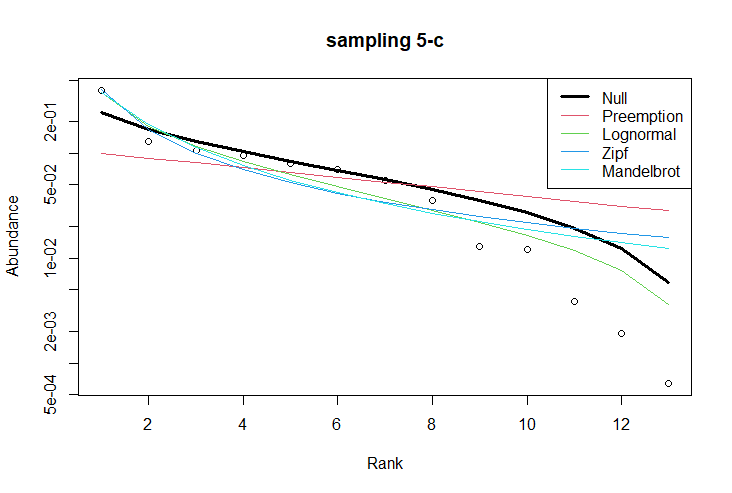 sampling 5-c
Null
Preemption
Lognormal
Zipf
Mandelbrot
Abundance
2e-01
5e-02
1e-02
2e-03
5e-04
2 4 6 8 10 12
Rank